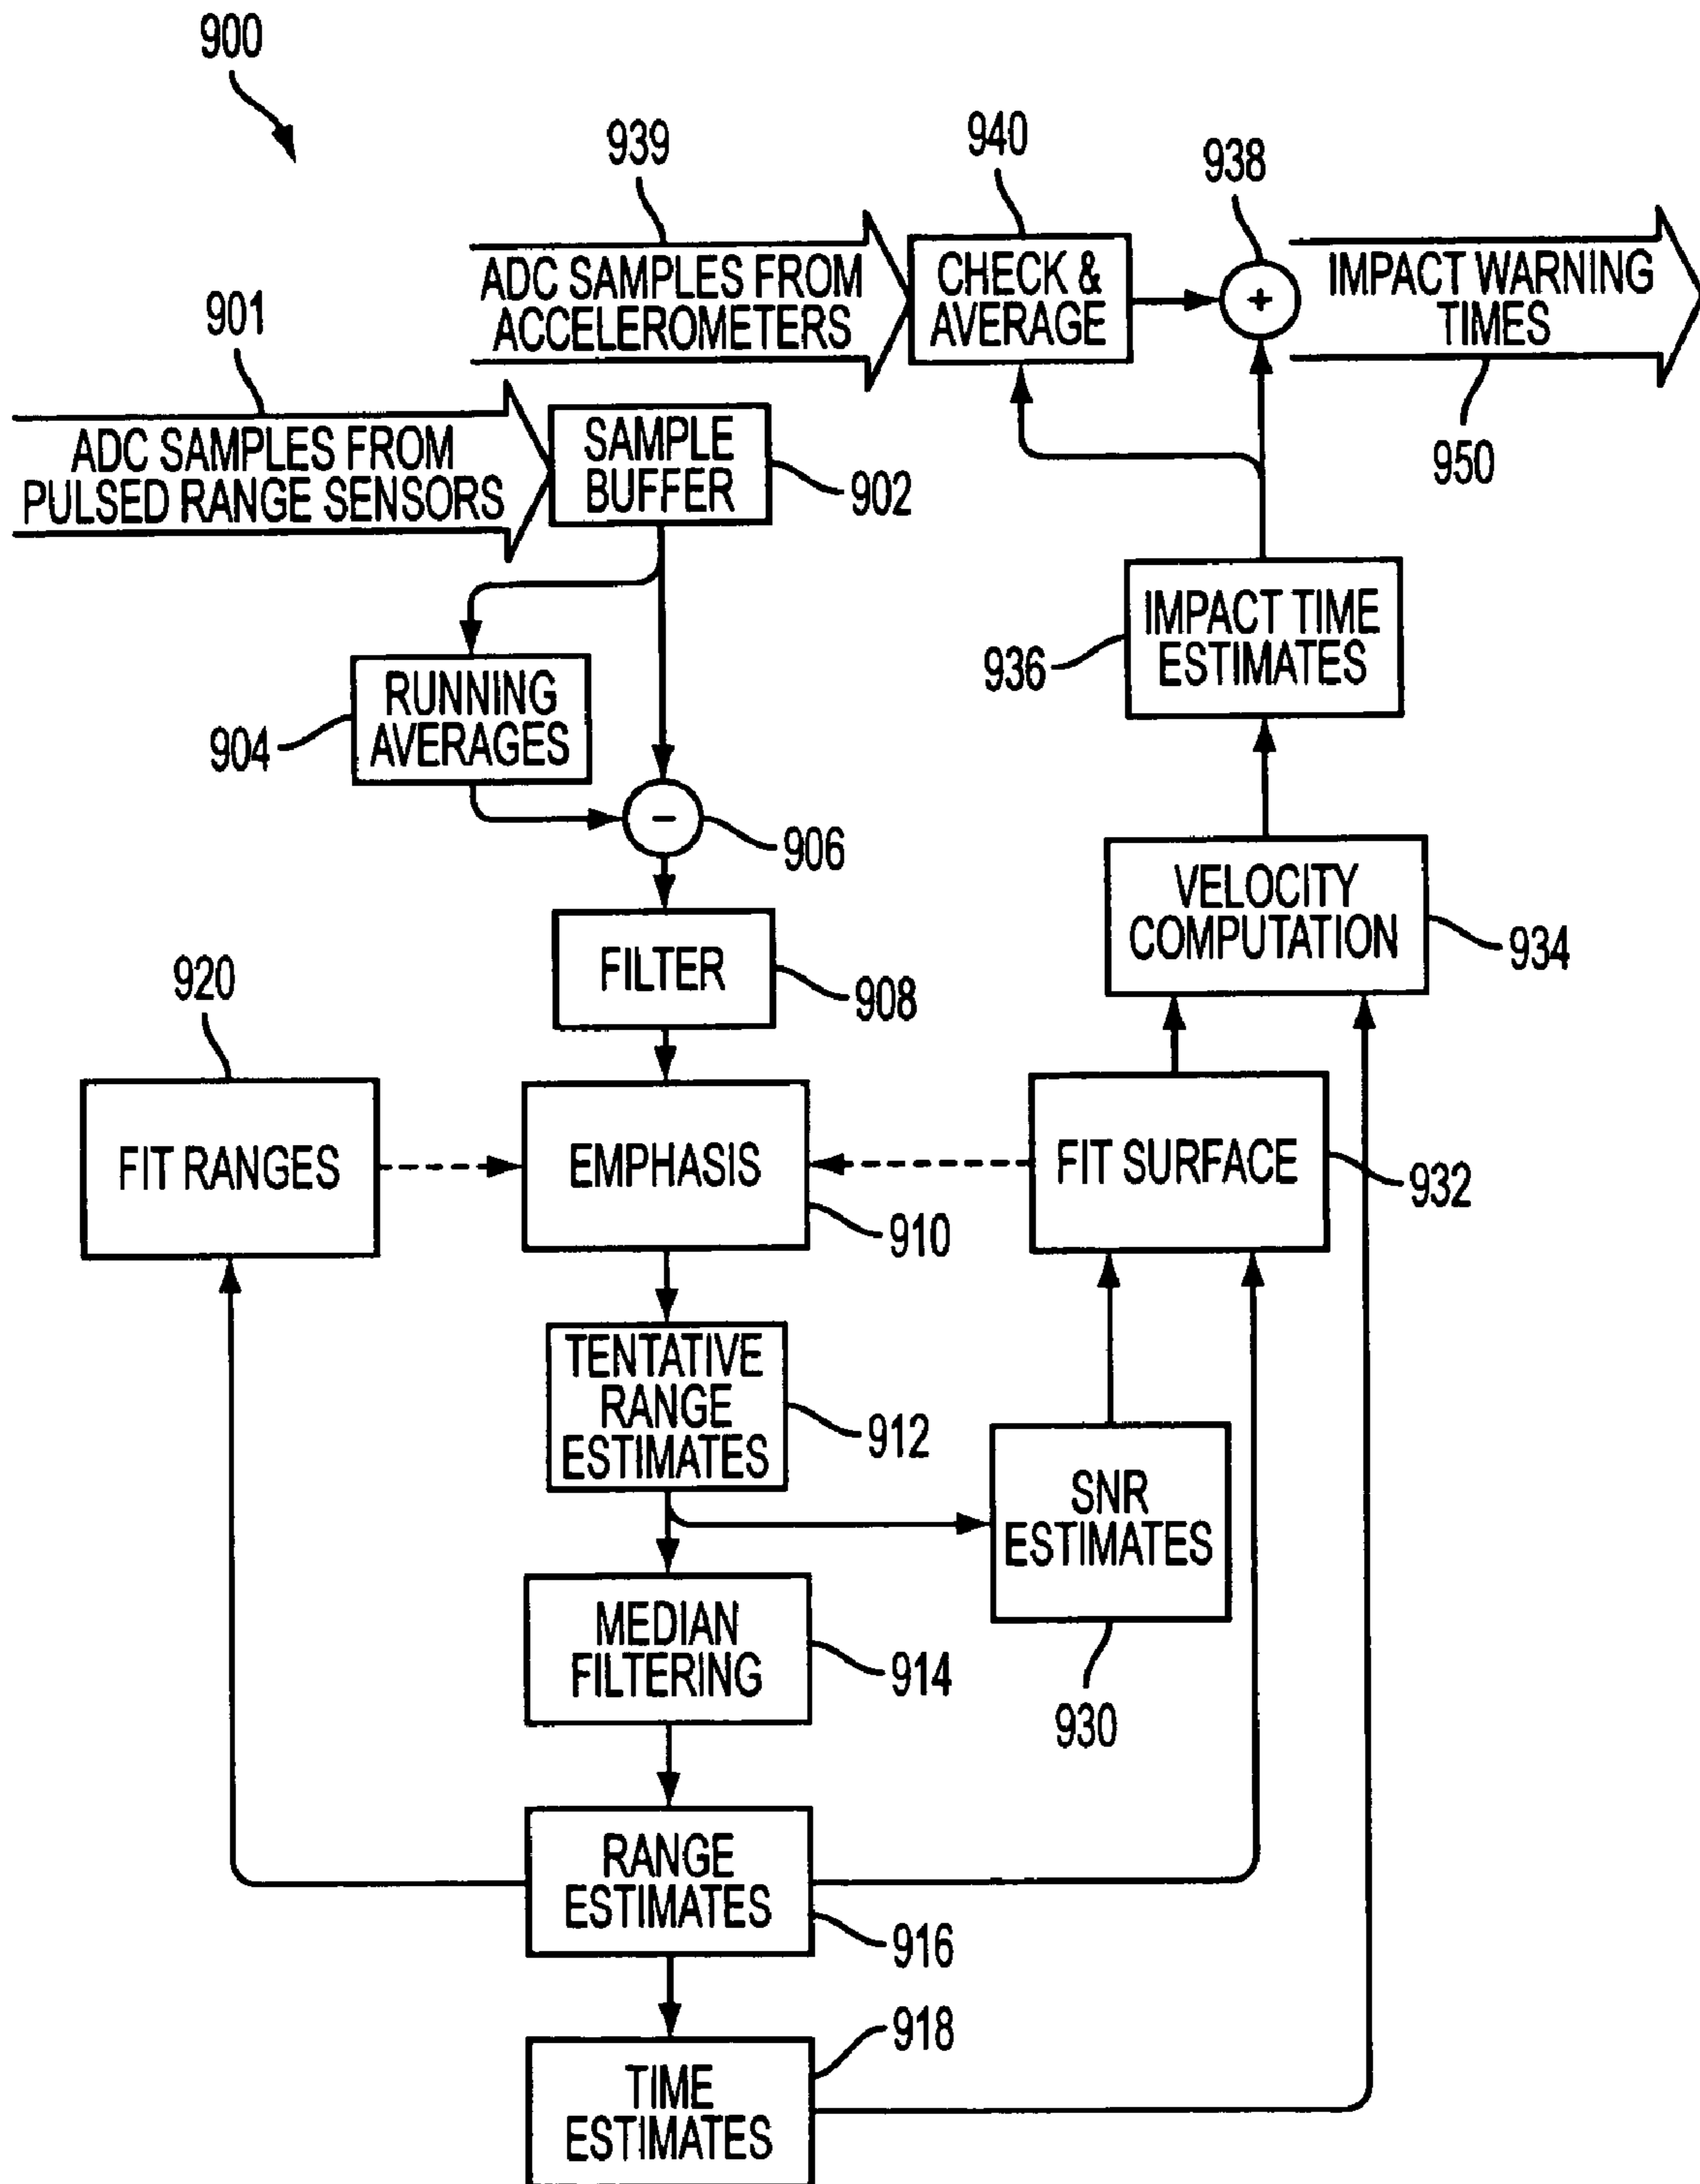 900
939
940
938
ADC SAMPLES FROM
ACCELEROMETERS
CHECK &
AVERAGE
+
IMPACT WARNING
TIMES
950
901
ADC SAMPLES FROM
PULSED RANGE SENSORS
SAMPLE
BUFFER
902
RUNNING
AVERAGES
904
-
906
IMPACT TIME
ESTIMATES
936
VELOCITY
COMPUTATION
934
FILTER
908
920
FIT RANGES
EMPHASIS
910
FIT SURFACE
932
TENTATIVE
RANGE
ESTIMATES
912
SNR
ESTIMATES
930
MEDIAN
FILTERING
914
RANGE
ESTIMATES
916
918
TIME
ESTIMATES